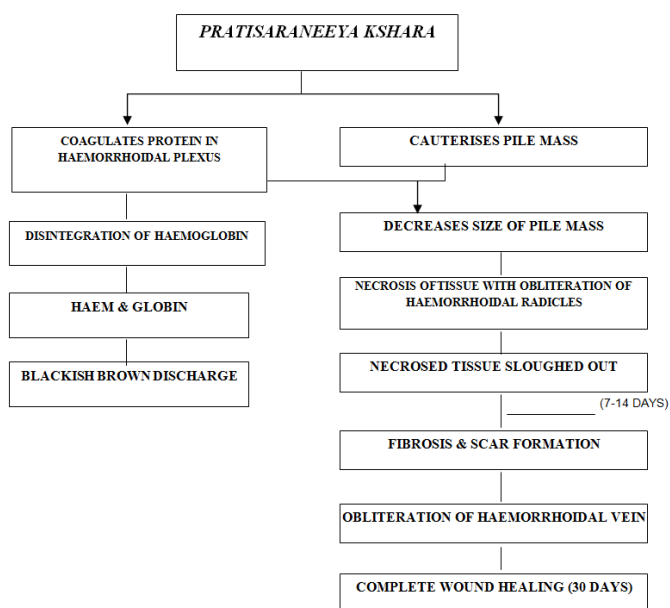 PRATISARANEEYA KSHARA
COAGULATES PROTEIN IN
HAEMORRHOIDAL PLEXUS
CAUTERISES PILE MASS
DISINTEGRATION OF HAEMOGLOBIN
DECREASES SIZE OF PILE MASS
HAEM & GLOBIN
NECROSIS OFTISSUE WITH OBLITERATION OF
HAEMORRHOIDAL RADICLES
BLACKISH BROWN DISCHARGE
NECROSED TISSUE SLOUGHED OUT
(7-14 DAYS)
FIBROSIS & SCAR FORMATION
OBLITERATION OF HAEMORRHOIDAL VEIN
COMPLETE WOUND HEALING (30 DAYS)